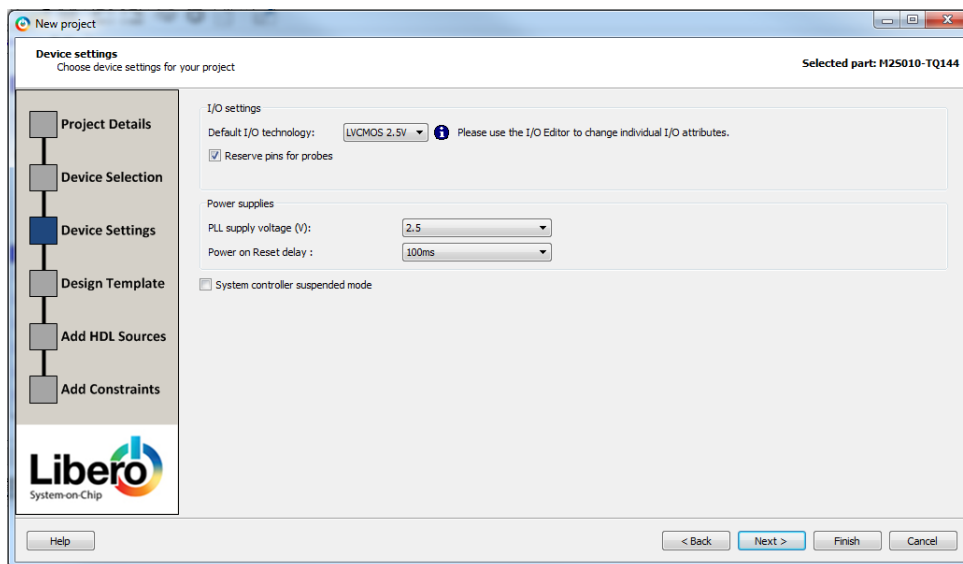 New project
Device settings
Choose device settings for your project
Selected part: M2S010-TQ144
Project Details
Device Selection
Device Settings
Design Template
Add HDL Sources
Add Constraints
Libero
System-on-Chip
I/O settings
Default I/O technology: LVCMOS 2.5V Please use the I/O Editor to change individual I/O attributes.
Reserve pins for probes
Power supplies
PLL supply voltage (V): 2.5
Power on Reset delay : 100ms
System controller suspended mode
Help < Back Next > Finish Cancel